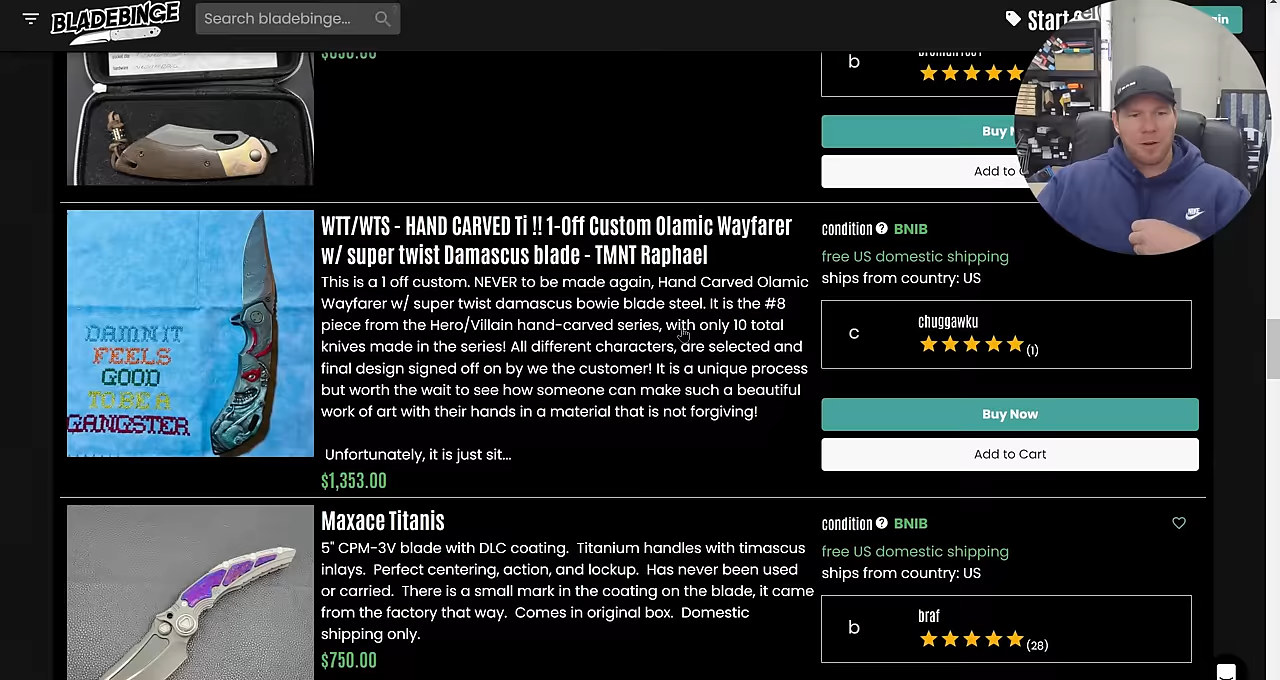 BLADEBINGE
Search bladebinge...
Start
b
Buy
Add to
WTT/WTS - HAND CARVED Ti !! 1-Off Custom Olamic Wayfarer
w/ super twist Damascus blade - TMNT Raphael
This is a 1 off custom. NEVER to be made again, Hand Carved Olamic
Wayfarer w/ super twist damascus bowie blade steel. It is the #8
piece from the Hero/Villain hand-carved series, with only 10 total
knives made in the series! All different characters, are selected and
final design signed off on by we the customer! It is a unique process
but worth the wait to see how someone can make such a beautiful
work of art with their hands in a material that is not forgiving!
Unfortunately, it is just sit...
$1,353.00
DAMN IT
FEELS
GOOD
TO BE A
GANGSTER
condition ? BNIB
free US domestic shipping
ships from country: US
c
chuggawku
(1)
Buy Now
Add to Cart
Maxace Titanis
5" CPM-3V blade with DLC coating. Titanium handles with timascus
inlays. Perfect centering, action, and lockup. Has never been used
or carried. There is a small mark in the coating on the blade, it came
from the factory that way. Comes in original box. Domestic
shipping only.
$750.00
condition ? BNIB
free US domestic shipping
ships from country: US
b
braf
(28)